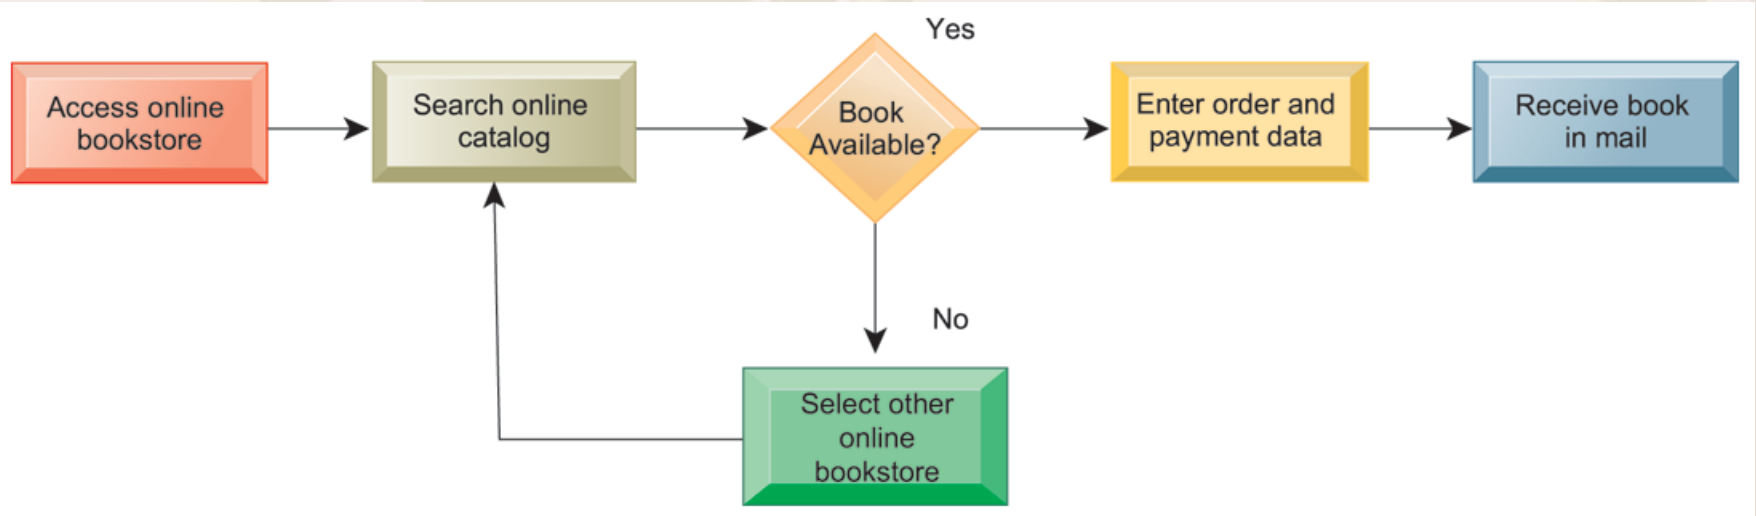 Yes
Access online
bookstore
Search online
catalog
Book
Available?
Enter order and
payment data
Receive book
in mail
No
Select other
online
bookstore